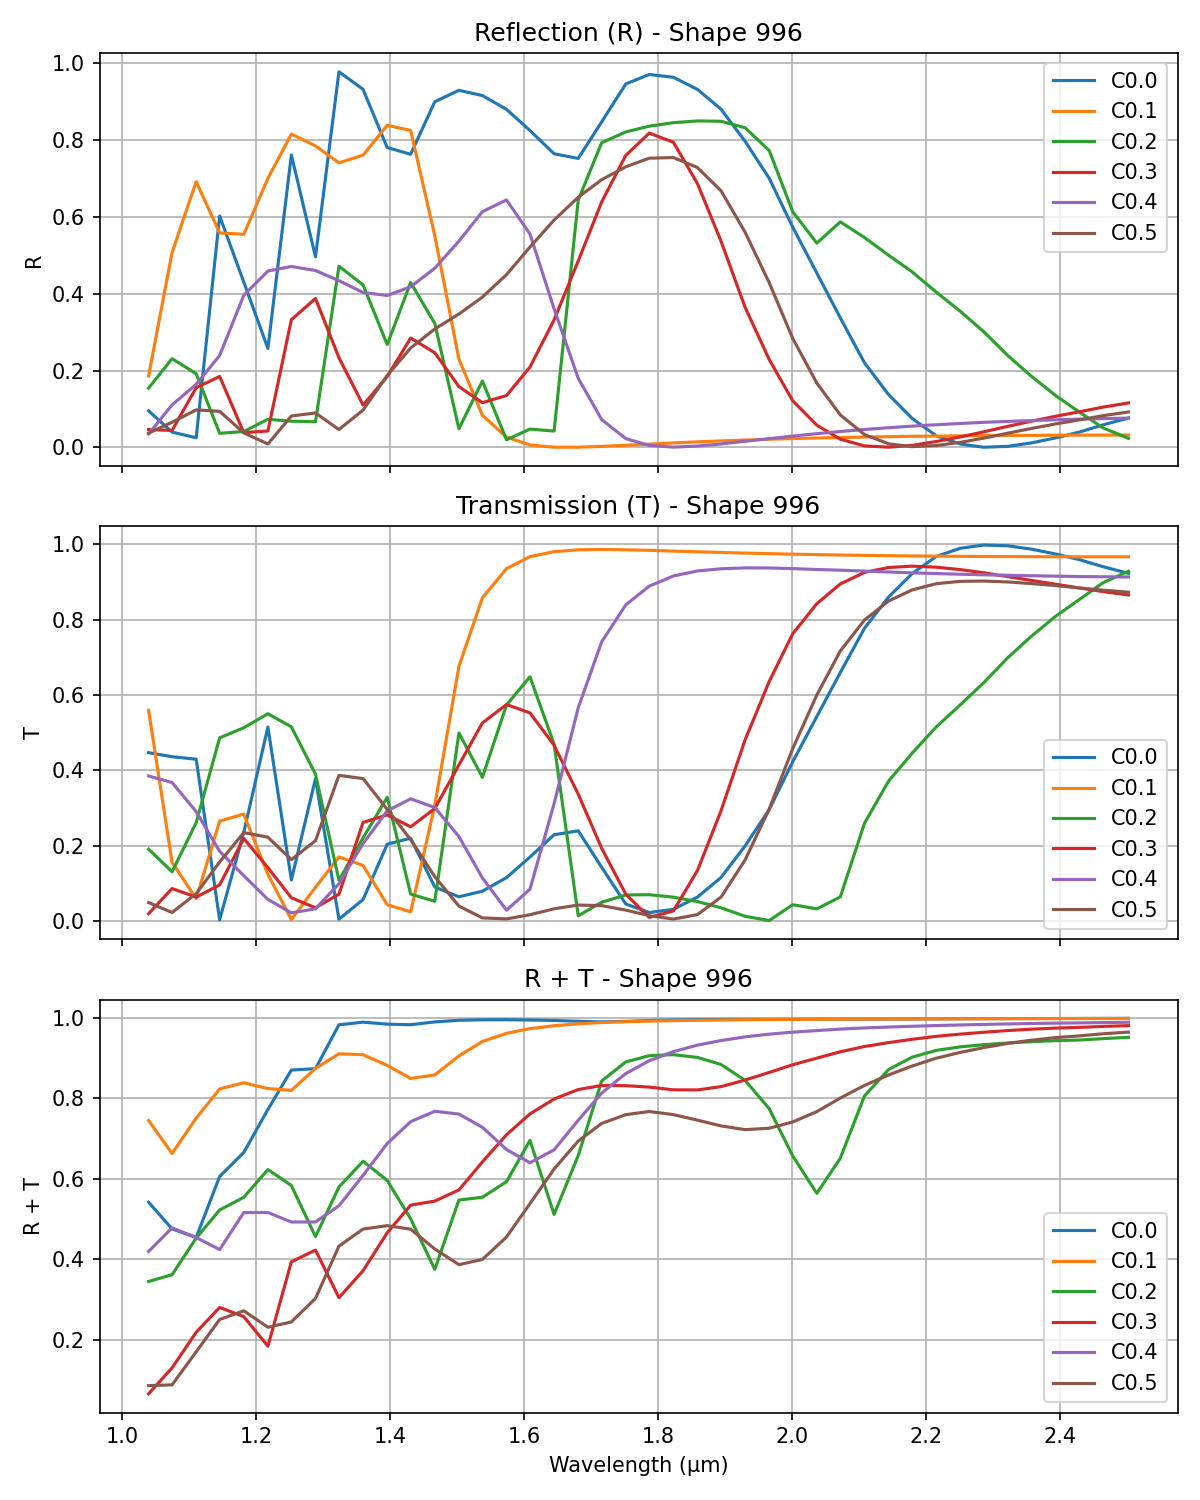 Reflection (R) - Shape 996
1.0
0.8
0.6
0.4
0.2
0.0
R
C0.0
C0.1
C0.2
C0.3
C0.4
C0.5
Transmission (T) - Shape 996
1.0
0.8
0.6
0.4
0.2
0.0
T
C0.0
C0.1
C0.2
C0.3
C0.4
C0.5
R + T - Shape 996
1.0
0.8
0.6
0.4
0.2
R + T
C0.0
C0.1
C0.2
C0.3
C0.4
C0.5
1.0 1.2 1.4 1.6 1.8 2.0 2.2 2.4
Wavelength (μm)